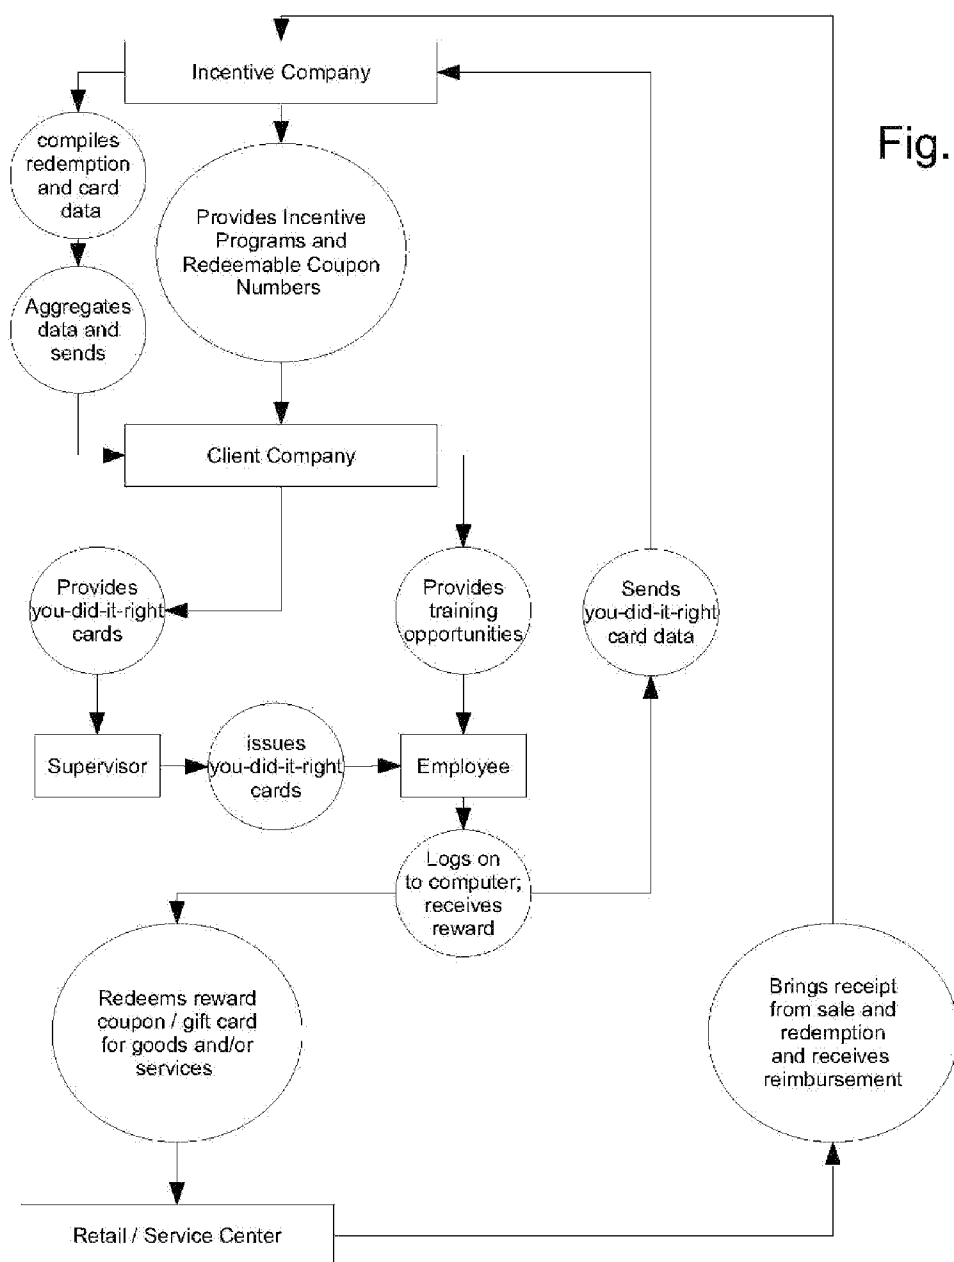 Incentive Company
Fig.
compiles
redemption
and card
data
Provides Incentive
Programs and
Redeemable Coupon
Numbers
Aggregates
data and
sends
Client Company
Provides
you-did-it-right
cards
Provides
training
opportunities
Sends
you-did-it-right
card data
Supervisor
issues
you-did-it-right
cards
Employee
Logs on
to computer;
receives
reward
Redeems reward
coupon / gift card
for goods and/or
services
Brings receipt
from sale and
redemption
and receives
reimbursement
Retail / Service Center